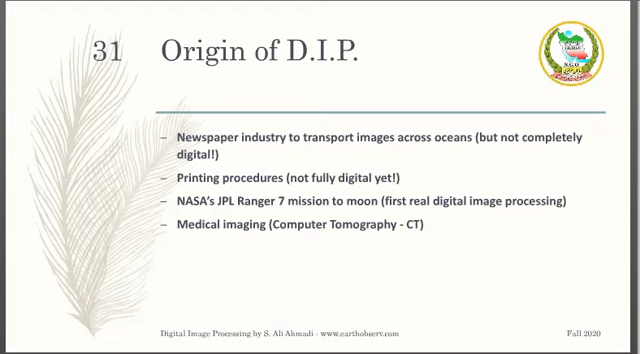 31 Origin of D.I.P.
N.G.O
– Newspaper industry to transport images across oceans (but not completely
digital!)
– Printing procedures (not fully digital yet!)
– NASA's JPL Ranger 7 mission to moon (first real digital image processing)
– Medical imaging (Computer Tomography - CT)
Digital Image Processing by S. Ali Ahmadi - www.earthobserv.com Fall 2020